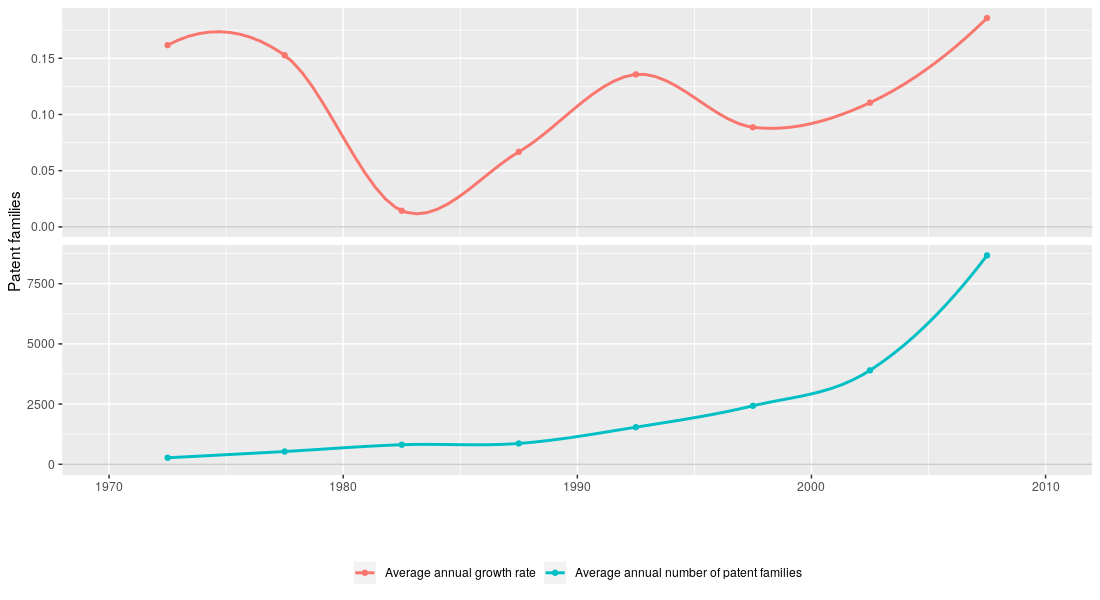 0.15
0.10
0.05
0.00
Patent families
7500
5000
2500
0
1970 1980 1990 2000 2010
Average annual growth rate Average annual number of patent families